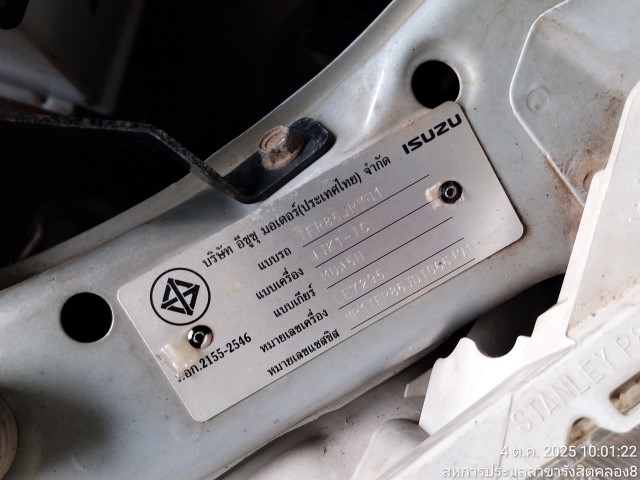 ISUZU
บริษัท อีซูซุ มอเตอร์(ประเทศไทย) จำกัด
แบบรถ
แบบเครื่อง 4JK1-TC
แบบเกียร์ MUA5H
หมายเลขเครื่อง
หมายเลขแชสซิส
มอก.2155-2546
STANLEY
4 ต.ค. 2025 10:01:22
สหการประมูลสาขารังสิตคลอง8